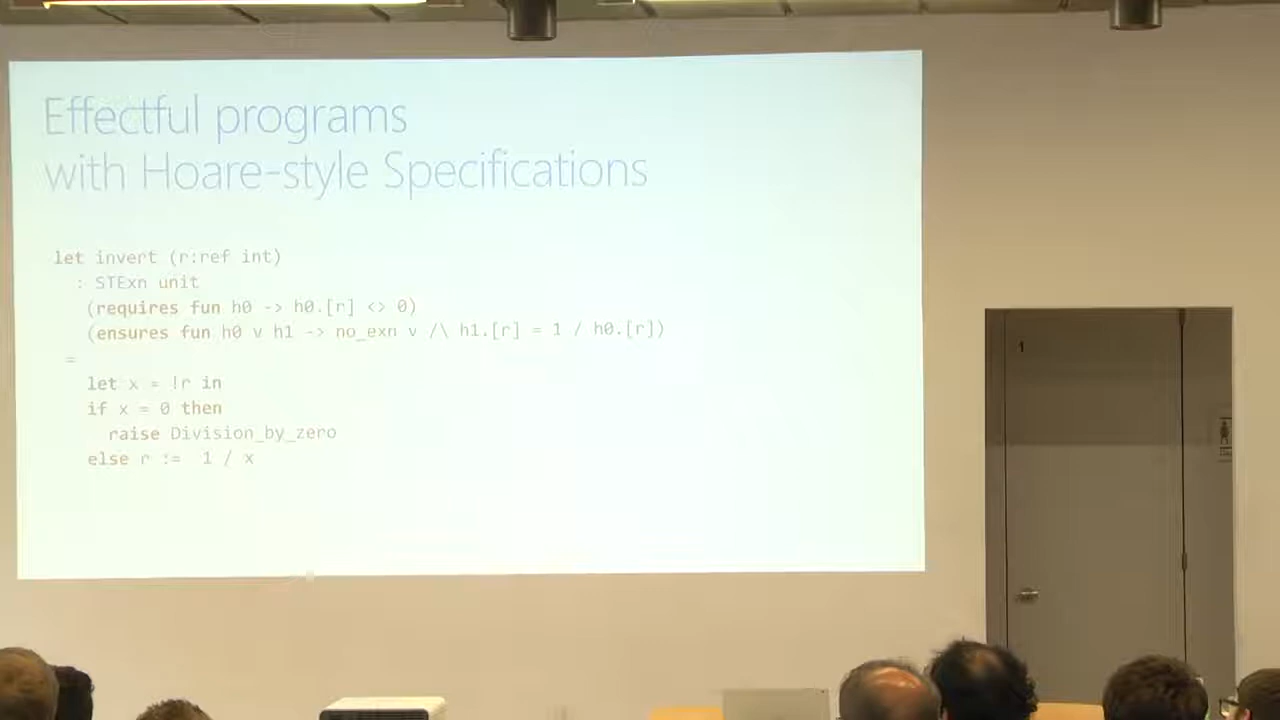 Effectful programs
with Hoare-style Specifications
let invert (r:ref int)
: STExn unit
(requires fun h0 -> h0.[r] <> 0)
(ensures fun h0 v h1 -> no_exn v /\ h1.[r] = 1 / h0.[r])
=
let x = !r in
if x = 0 then
raise Division_by_zero
else r := 1 / x
1